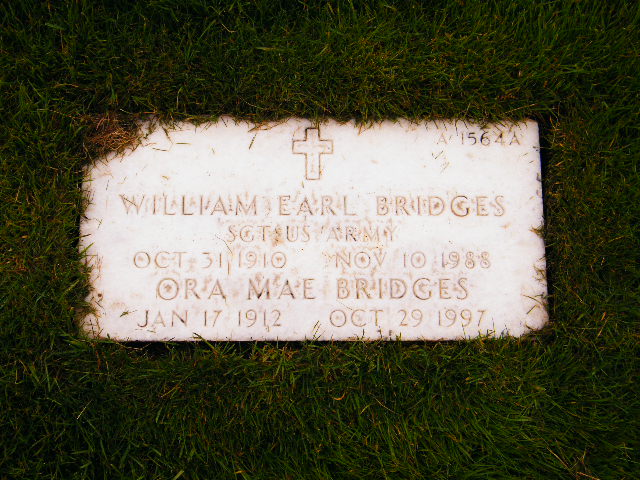 A 1564A
WILLIAM EARL BRIDGES
SGT US ARMY
OCT 31 1910 NOV 10 1988
ORA MAE BRIDGES
JAN 17 1912 OCT 29 1997